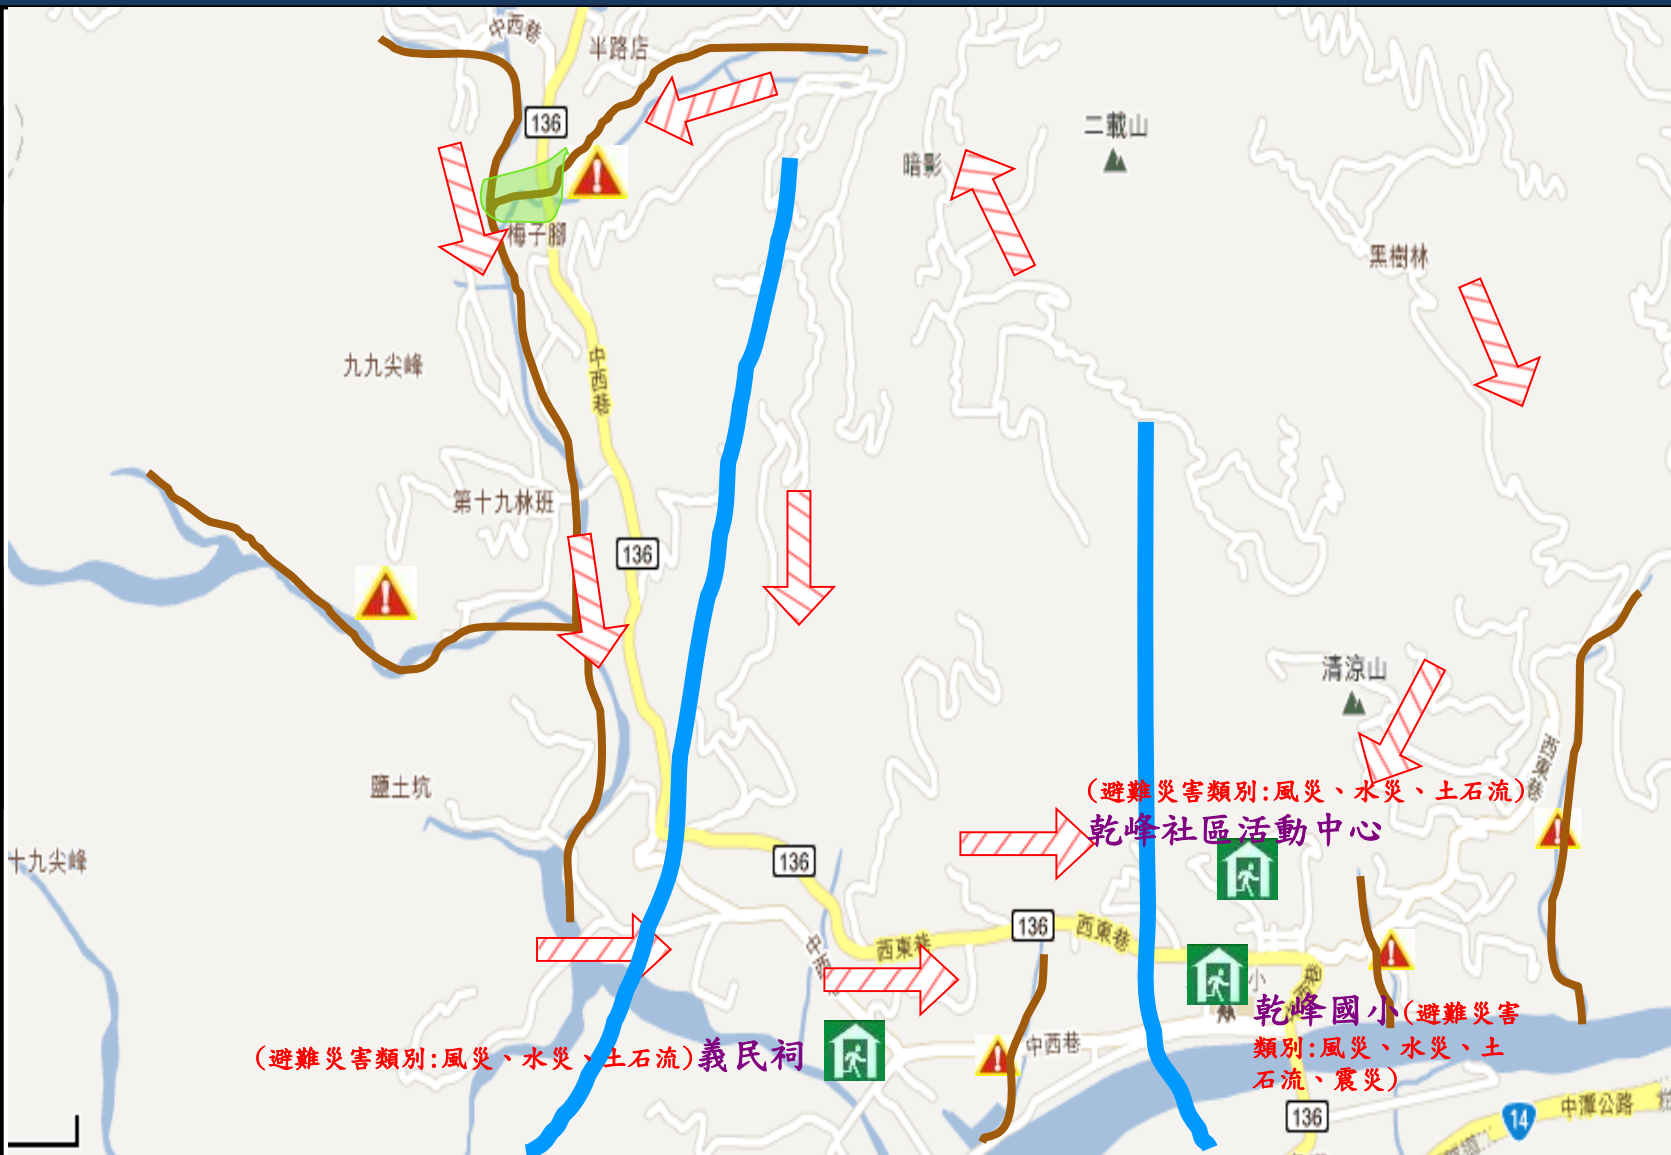 中西巷
半路店
136
二載山
暗影
梅子腳
黑樹林
九九尖峰
中西巷
第十九林班
136
清涼山
西東巷
鹽土坑
(避難災害類別:風災、水災、土石流)
乾峰社區活動中心
十九尖峰
136
136
西東巷
西東巷
小
乾峰國小(避難災害
類別:風災、水災、土
石流、震災)
中西巷
(避難災害類別:風災、水災、土石流)義民祠
136
14
中潭公路